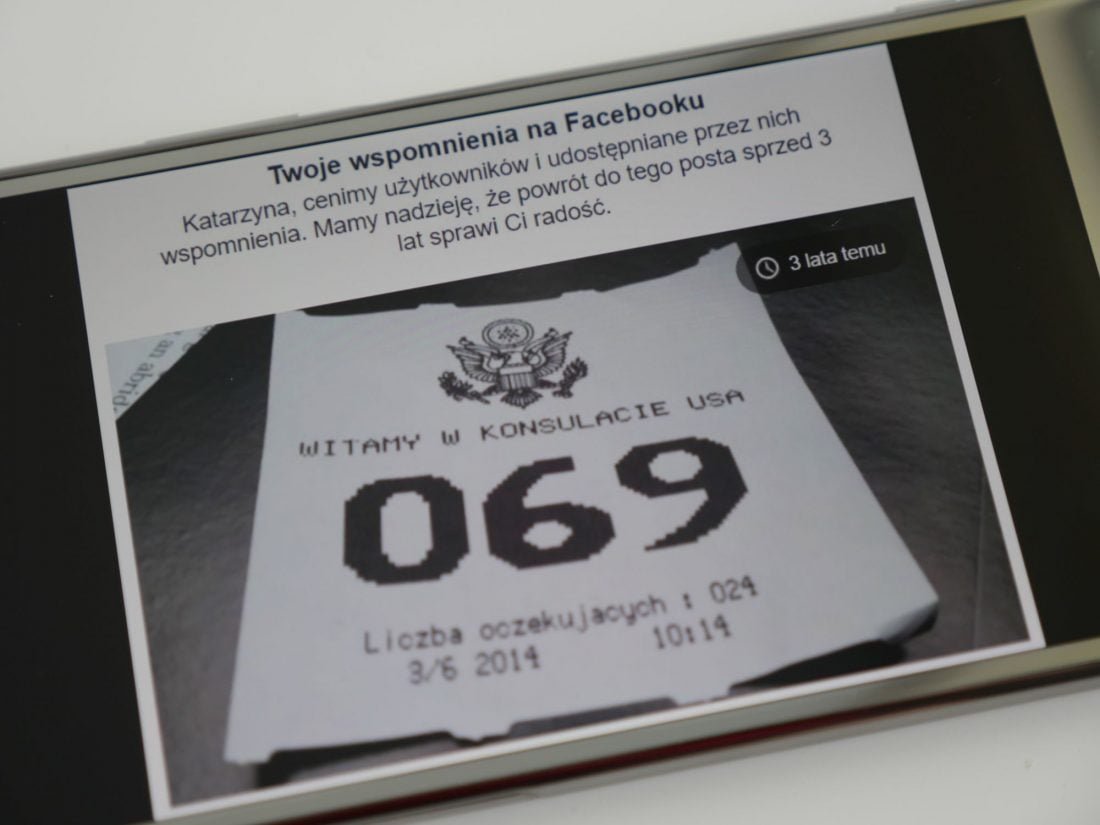 Twoje wspomnienia na Facebooku
Katarzyna, cenimy użytkowników i udostępniane przez nich
wspomnienia. Mamy nadzieję, że powrót do tego posta sprzed 3
lat sprawi Ci radość.
3 lata temu
an abrid
WITAMY W KONSULACIE USA
069
Liczba oczekujacych : 024
3/6 2014 10:14